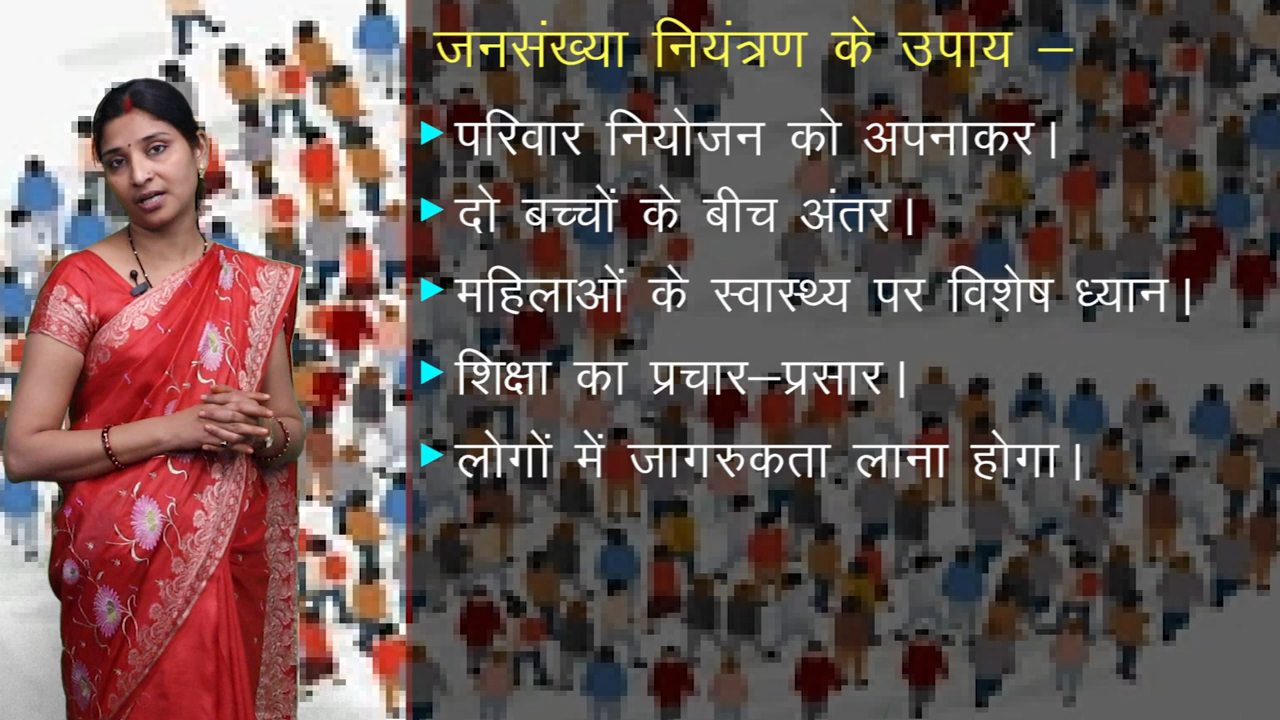 जनसंख्या नियंत्रण के उपाय –
परिवार नियोजन को अपनाकर।
दो बच्चों के बीच अंतर।
महिलाओं के स्वास्थ्य पर विशेष ध्यान।
शिक्षा का प्रचार–प्रसार।
लोगों में जागरुकता लाना होगा।